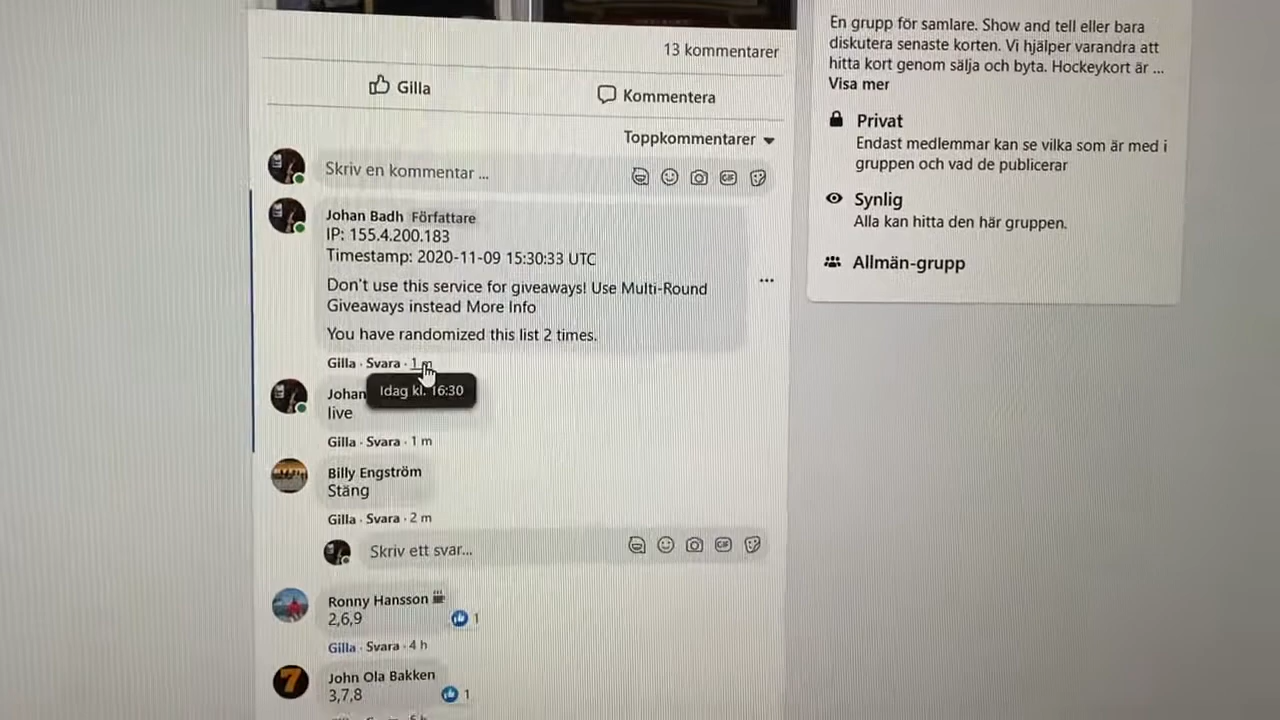 13 kommentarer
Gilla
Kommentera
Toppkommentarer
Skriv en kommentar ...
GIF
Johan Badh Författare
IP: 155.4.200.183
Timestamp: 2020-11-09 15:30:33 UTC
Don't use this service for giveaways! Use Multi-Round
Giveaways instead More Info
You have randomized this list 2 times.
Gilla · Svara · 1 m
Idag kl. 16:30
Johan
live
Gilla · Svara · 1 m
Billy Engström
Stäng
Gilla · Svara · 2 m
Skriv ett svar...
GIF
Ronny Hansson
2,6,9
1
Gilla · Svara · 4 h
7
John Ola Bakken
3,7,8
1
En grupp för samlare. Show and tell eller bara
diskutera senaste korten. Vi hjälper varandra att
hitta kort genom sälja och byta. Hockeykort är ...
Visa mer
Privat
Endast medlemmar kan se vilka som är med i
gruppen och vad de publicerar
Synlig
Alla kan hitta den här gruppen.
Allmän-grupp